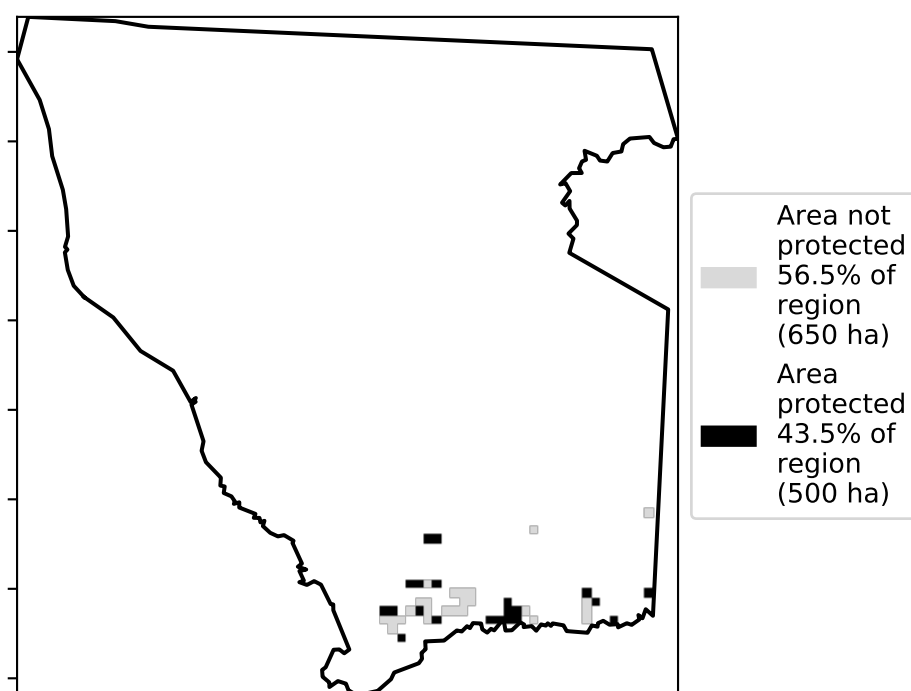 Area not
protected
56.5% of
region
(650 ha)
Area
protected
43.5% of
region
(500 ha)